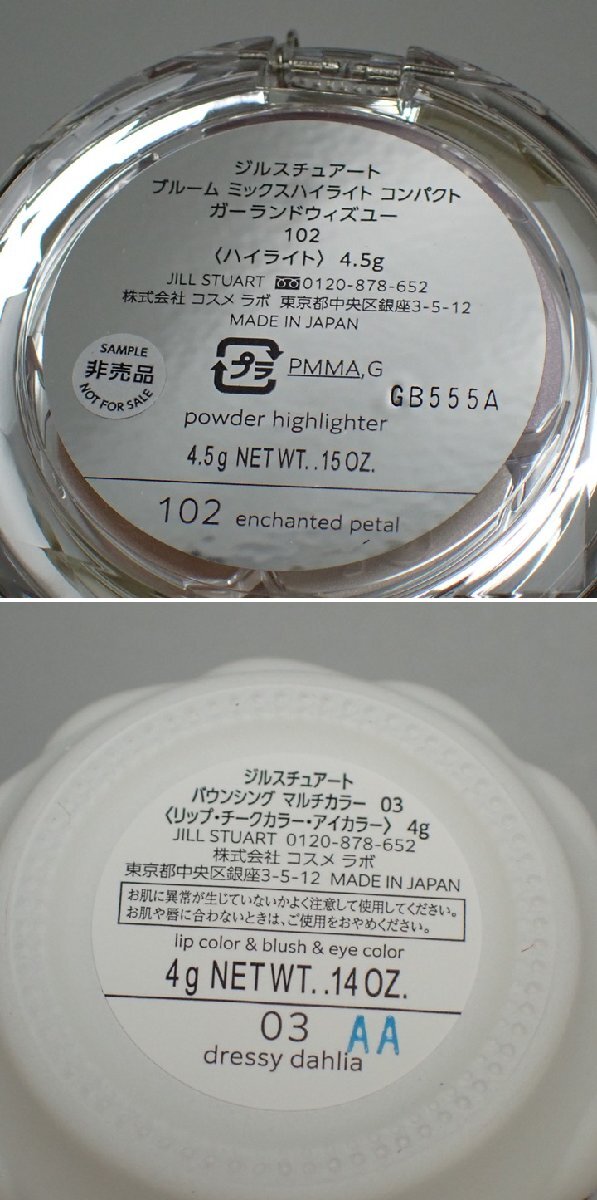 ジルスチュアート
ブルーム ミックスハイライト コンパクト
ガーランドウィズユー
102
〈ハイライト〉 4.5g
JILL STUART 0120-878-652
株式会社 コスメ ラボ 東京都中央区銀座3-5-12
MADE IN JAPAN
SAMPLE
非売品
NOT FOR SALE
プラ
PMMA,G
GB555A
powder highlighter
4.5g NET WT. .15 OZ.
102 enchanted petal
ジルスチュアート
バウンシング マルチカラー 03
〈リップ・チークカラー・アイカラー〉 4g
JILL STUART 0120-878-652
株式会社 コスメ ラボ
東京都中央区銀座3-5-12 MADE IN JAPAN
お肌に異常が生じていないかよく注意して使用してください。
お肌や唇に合わないときは、ご使用をおやめください。
lip color & blush & eye color
4g NET WT. .14 OZ.
03 AA
dressy dahlia